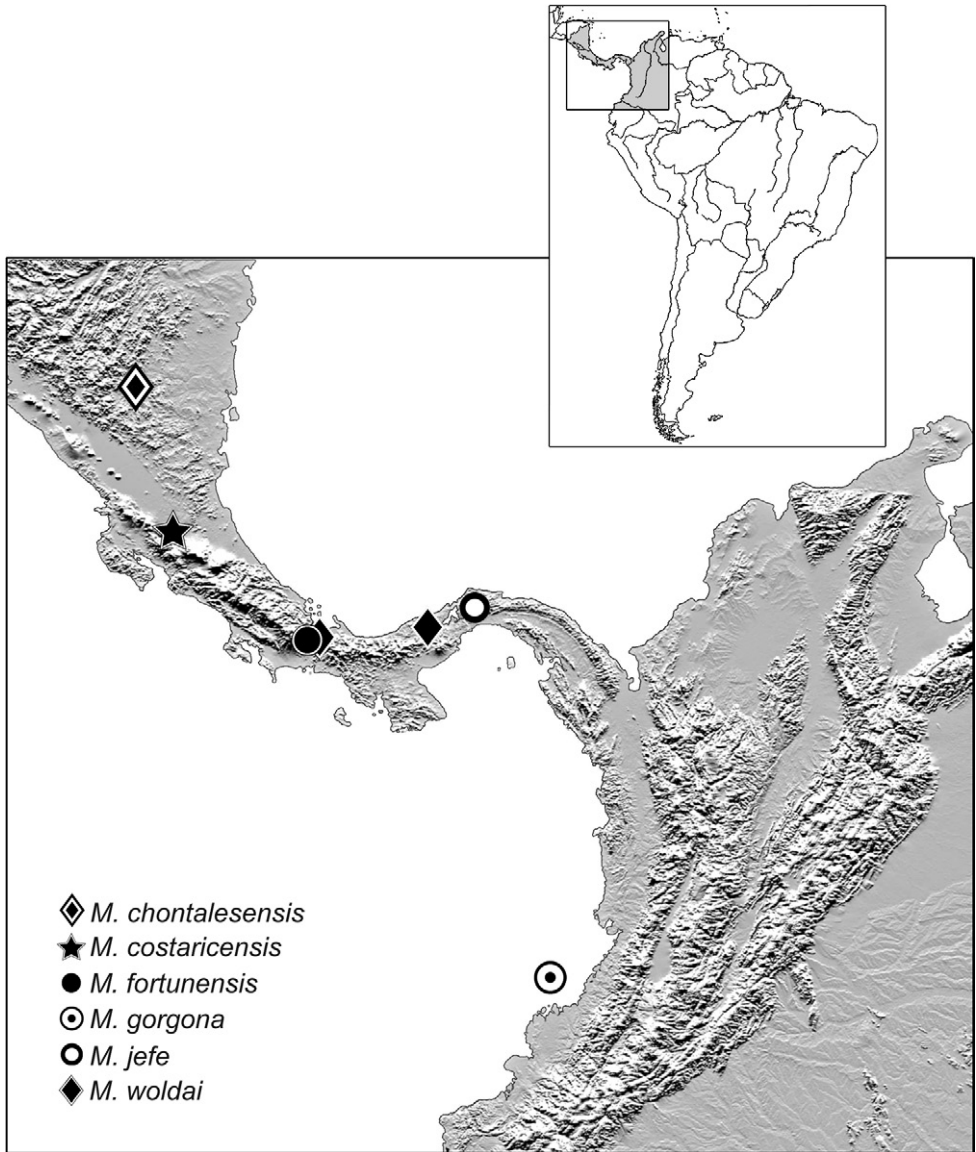 M. chontalesensis
M. costaricensis
M. fortunensis
M. gorgona
M. jefe
M. woldai